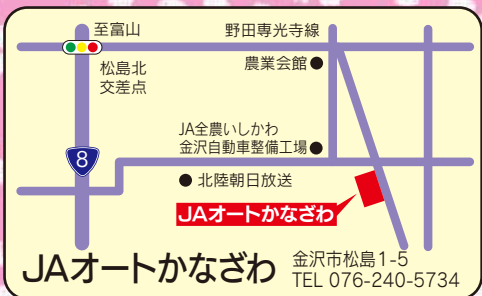 至富山
野田専光寺線
松島北
交差点
農業会館
JA全農いしかわ
金沢自動車整備工場
8
北陸朝日放送
JAオートかなざわ
JAオートかなざわ
金沢市松島1-5
TEL 076-240-5734